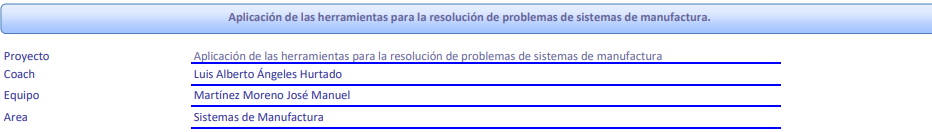 Aplicación de las herramientas para la resolución de problemas de sistemas de manufactura.
Proyecto Aplicación de las herramientas para la resolución de problemas de sistemas de manufactura
Coach Luis Alberto Ángeles Hurtado
Equipo Martínez Moreno José Manuel
Area Sistemas de Manufactura